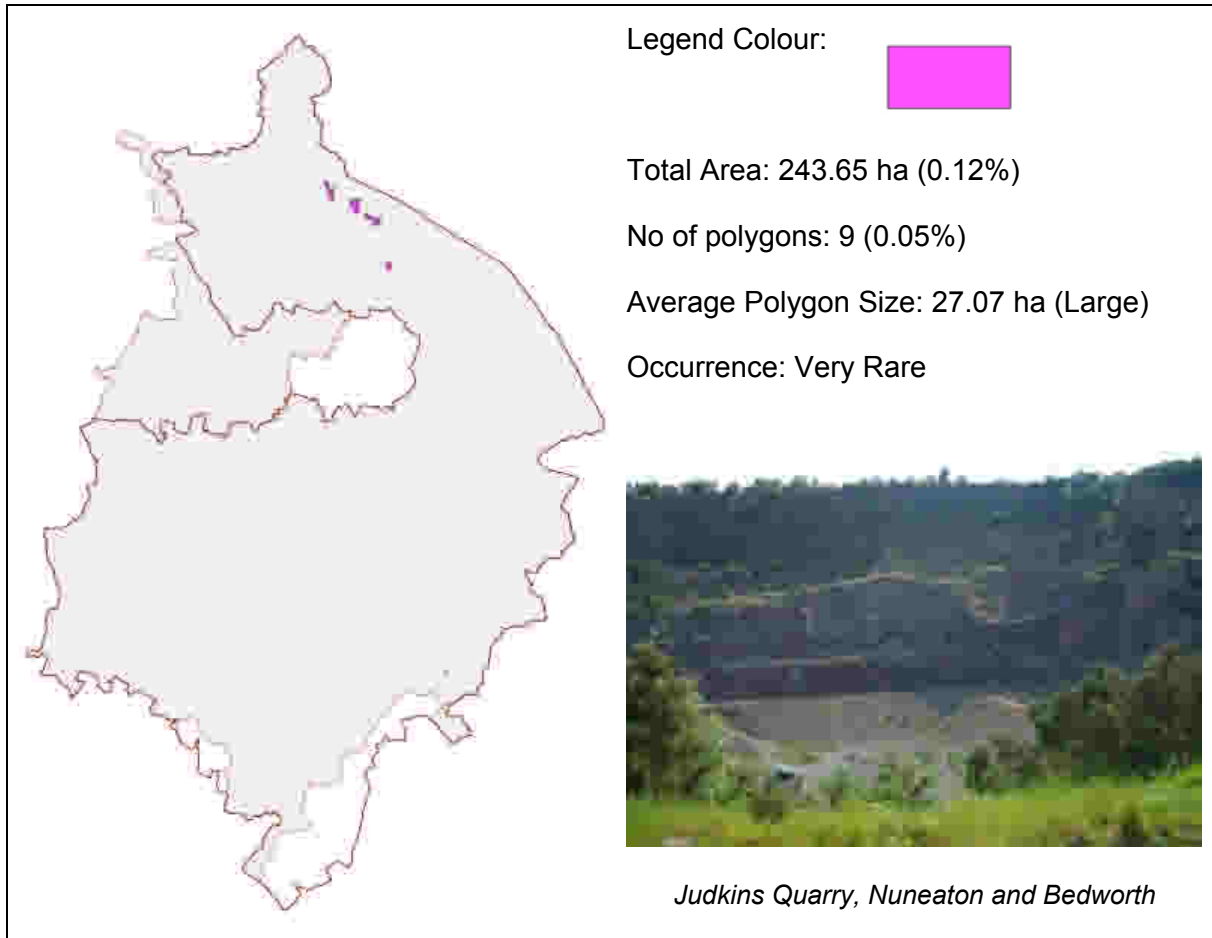 Legend Colour:
Total Area: 243.65 ha (0.12%)
No of polygons: 9 (0.05%)
Average Polygon Size: 27.07 ha (Large)
Occurrence: Very Rare
Judkins Quarry, Nuneaton and Bedworth